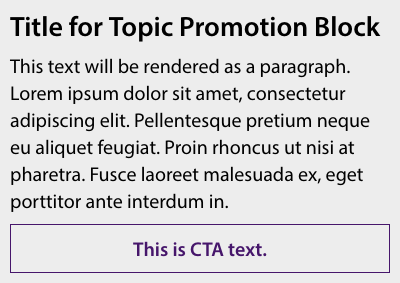 Title for Topic Promotion Block
This text will be rendered as a paragraph.
Lorem ipsum dolor sit amet, consectetur
adipiscing elit. Pellentesque pretium neque
eu aliquet feugiat. Proin rhoncus ut nisi at
pharetra. Fusce laoreet malesuada ex, eget
porttitor ante interdum in.
This is CTA text.